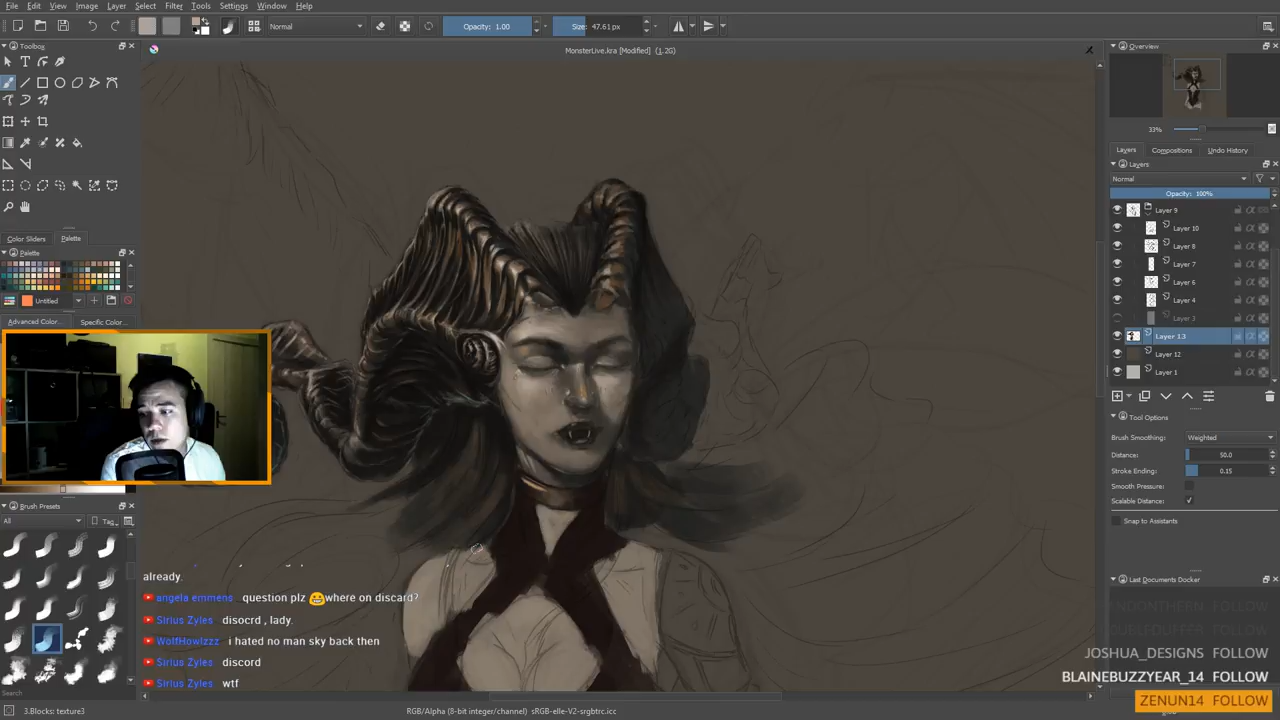 File Edit View Image Layer Select Filter Tools Settings Window Help
Normal
Opacity: 1.00
Size: 47.61 px
MonsterLive.kra [Modified] (1.2G)
Toolbox
Color Sliders
Palette
Palette
Untitled
Advanced Color...
Specific Color...
Brush Presets
All
Tag
Search
3.Blocks: texture3
already.
angela emmens question plz 😄where on discard?
Sirius Zyles disocrd , lady.
WolfHowlzzz i hated no man sky back then
Sirius Zyles discord
Sirius Zyles wtf
RGB/Alpha (8-bit integer/channel) sRGB-elle-V2-srgbtrc.icc
Overview
33%
Layers
Compositions
Undo History
Layers
Normal
Opacity: 100%
Layer 9
Layer 10
Layer 8
Layer 7
Layer 6
Layer 4
Layer 3
Layer 13
Layer 12
Layer 1
Tool Options
Brush Smoothing: Weighted
Distance: 50.0
Stroke Ending: 0.15
Smooth Pressure:
Scalable Distance:
Snap to Assistants
Last Documents Docker
FOLLOW
FOLLOW
JOSHUA_DESIGNS FOLLOW
BLAINEBUZZYEAR_14 FOLLOW
ZENUN14 FOLLOW